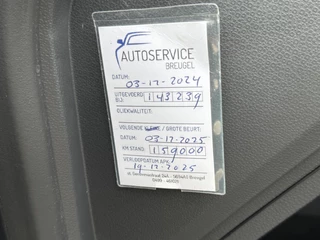 AUTOSERVICE
BREUGEL
DATUM: 03-12-2024
UITGEVOERD BIJ: 143239
OLIEKWALITEIT:
VOLGENDE KLEINE / GROTE BEURT:
DATUM: 03-12-2025
KM STAND: 159000
VERLOOPDATUM APK:
19-12-2025